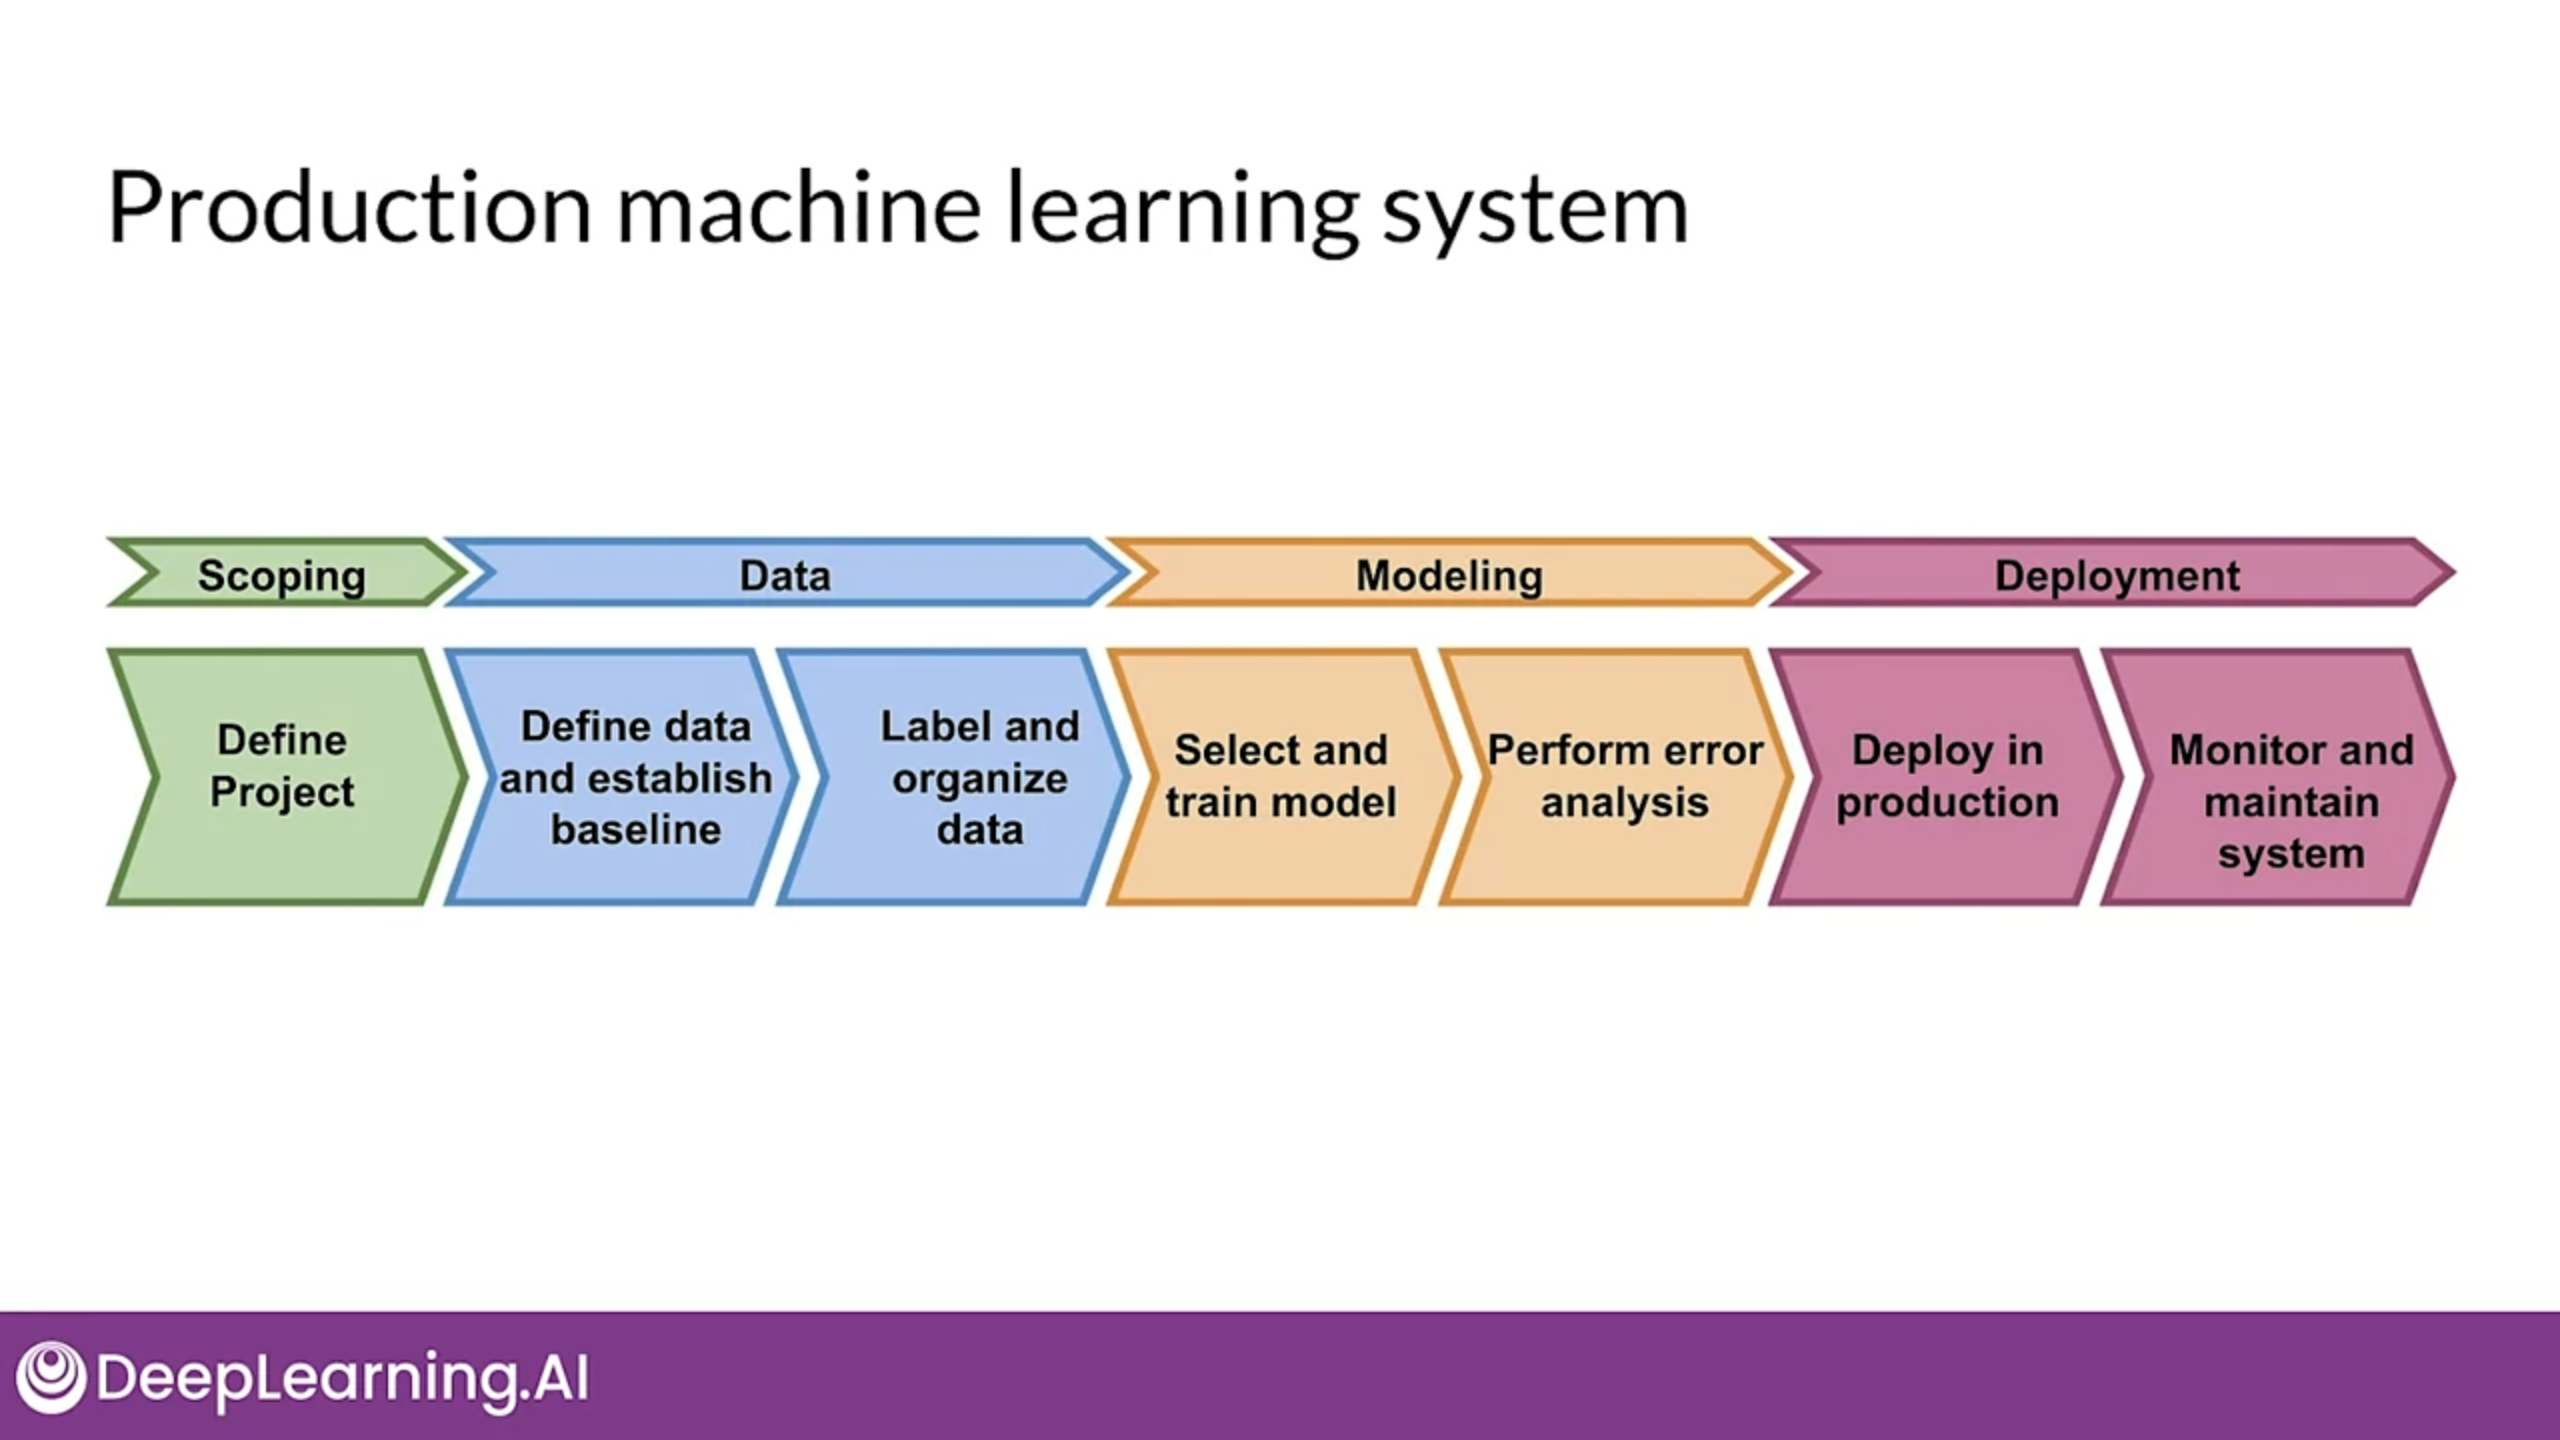 Production machine learning system
Scoping
Data
Modeling
Deployment
Define
Project
Define data
and establish
baseline
Label and
organize
data
Select and
train model
Perform error
analysis
Deploy in
production
Monitor and
maintain
system
DeepLearning.AI